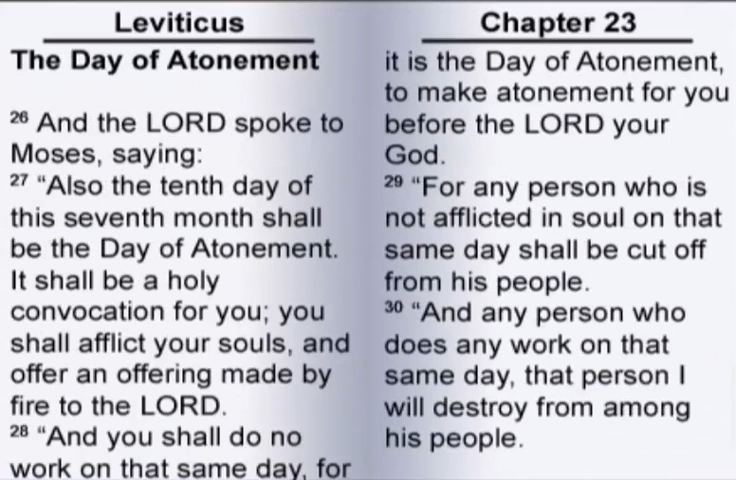 Leviticus
The Day of Atonement
26 And the LORD spoke to
Moses, saying:
27 “Also the tenth day of
this seventh month shall
be the Day of Atonement.
It shall be a holy
convocation for you; you
shall afflict your souls, and
offer an offering made by
fire to the LORD.
28 “And you shall do no
work on that same day, for
Chapter 23
it is the Day of Atonement,
to make atonement for you
before the LORD your
God.
29 “For any person who is
not afflicted in soul on that
same day shall be cut off
from his people.
30 “And any person who
does any work on that
same day, that person I
will destroy from among
his people.